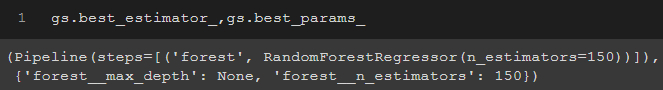 1 gs.best_estimator_,gs.best_params_
(Pipeline(steps=[('forest', RandomForestRegressor(n_estimators=150))]),
{'forest__max_depth': None, 'forest__n_estimators': 150})